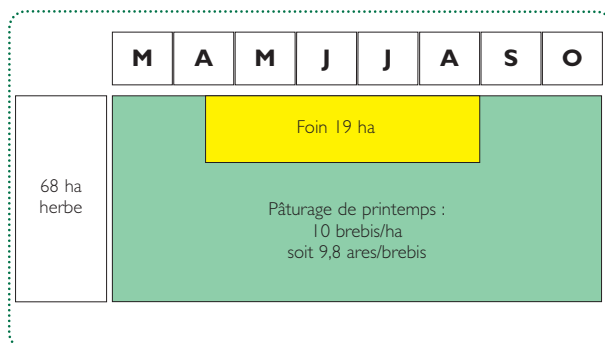 M A M J J A S O
Foin 19 ha
68 ha
herbe
Pâturage de printemps :
10 brebis/ha
soit 9,8 ares/brebis